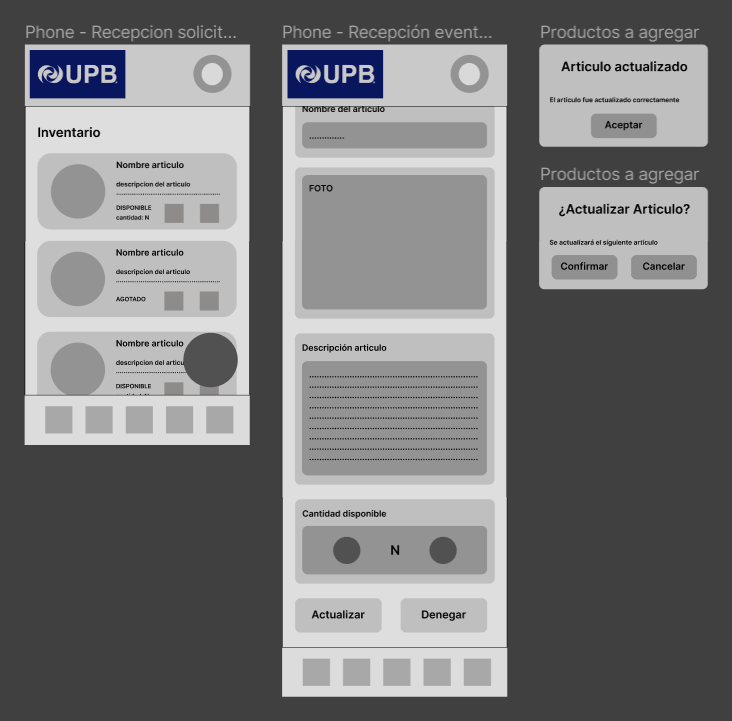 Phone - Recepcion solicit...
UPB
Inventario
Nombre articulo
descripcion del articulo
DISPONIBLE
cantidad: N
Nombre articulo
descripcion del articulo
AGOTADO
Nombre articulo
descripcion del articu
DISPONIBLE
Phone - Recepción event...
UPB
Nombre del articulo
..............
FOTO
Descripción articulo
Cantidad disponible
N
Actualizar
Denegar
Productos a agregar
Articulo actualizado
El articulo fue actualizado correctamente
Aceptar
Productos a agregar
¿Actualizar Articulo?
Se actualizará el siguiente articulo
Confirmar
Cancelar